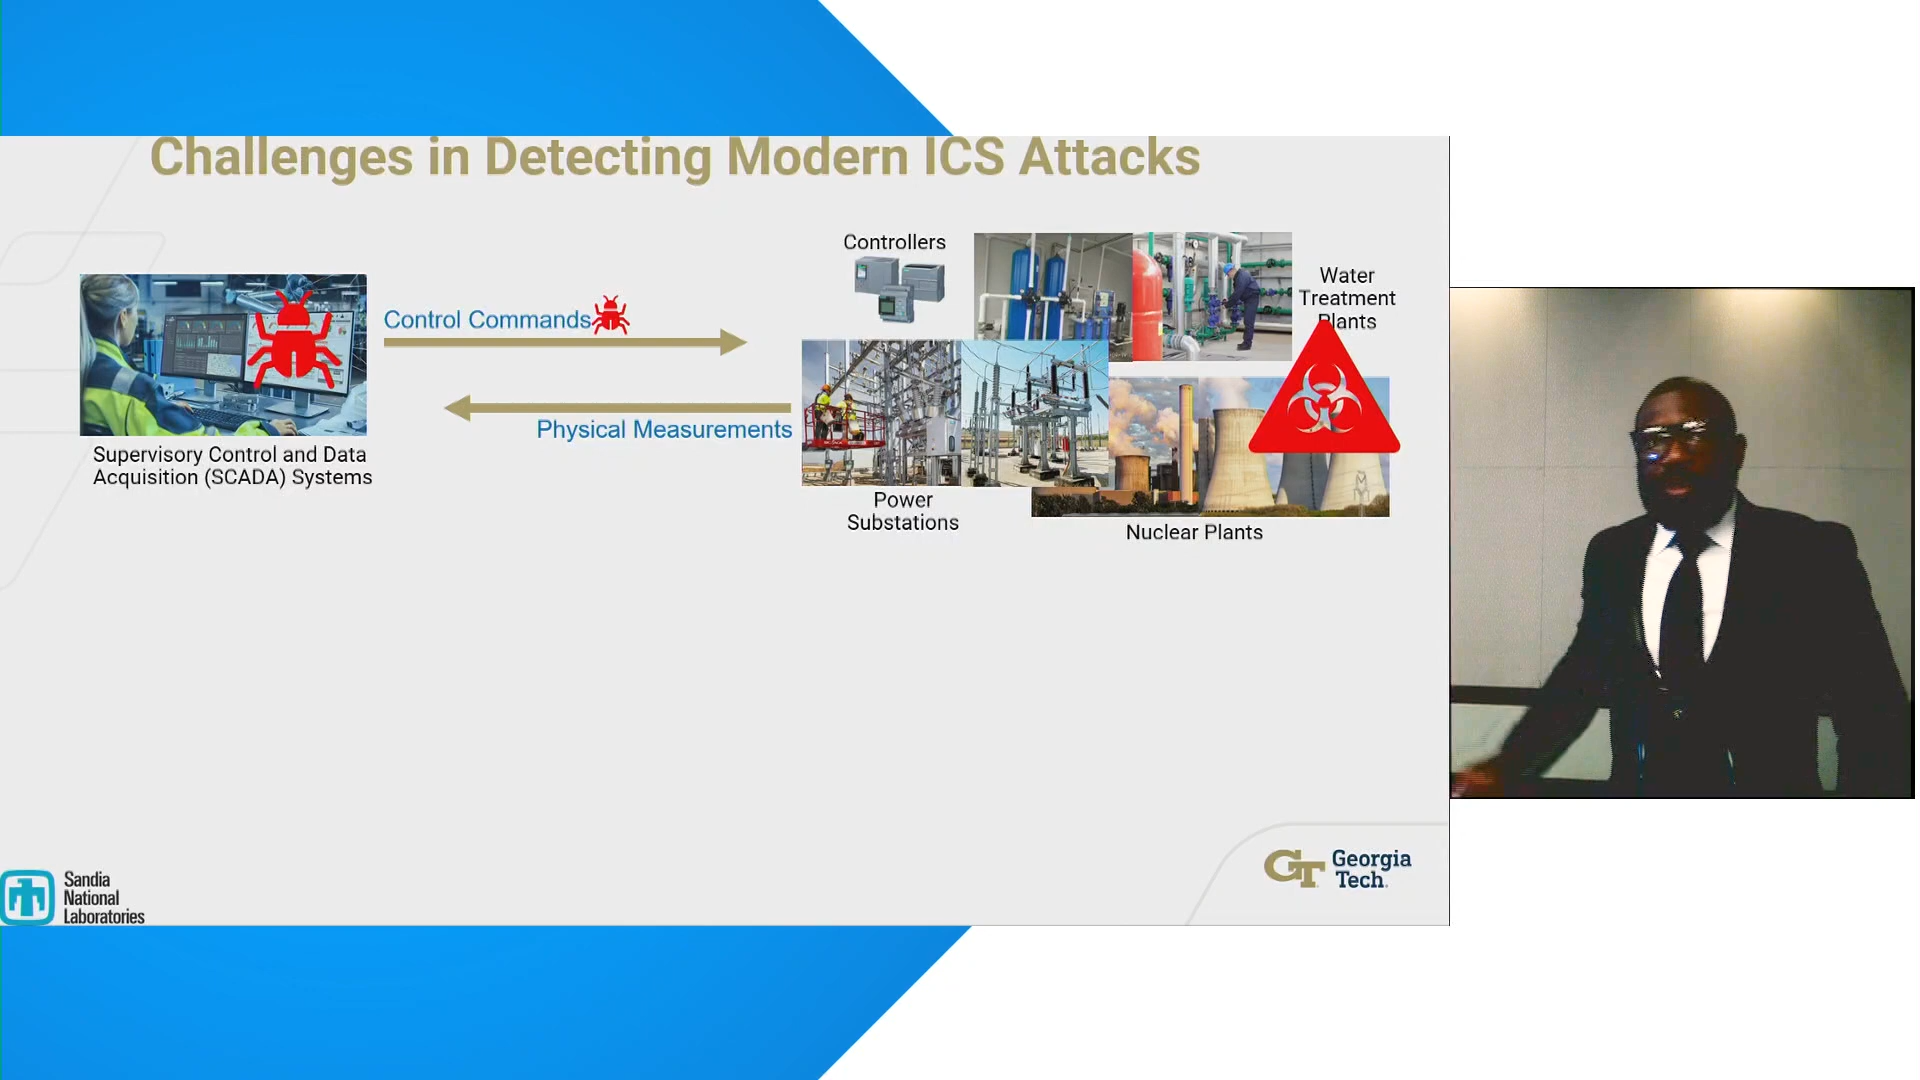 Challenges in Detecting Modern ICS Attacks
Controllers
Water
Treatment
Plants
Control Commands
Physical Measurements
Supervisory Control and Data
Acquisition (SCADA) Systems
Power
Substations
Nuclear Plants
Sandia
National
Laboratories
GT
Georgia
Tech